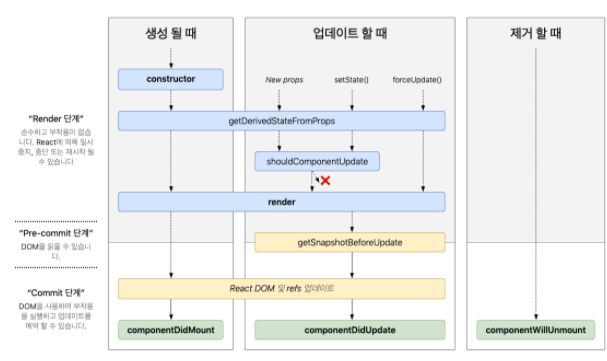 생성 될 때
업데이트 할 때
제거 할 때
constructor
New props
setState()
forceUpdate()
“Render 단계”
순수하고 부작용이 없습
니다. React에 의해 일시
중지, 중단 또는 재시작 될
수 있습니다
getDerivedStateFromProps
shouldComponentUpdate
render
“Pre-commit 단계”
DOM을 읽을 수 있습니
다.
getSnapshotBeforeUpdate
“Commit 단계”
DOM을 사용하여 부작용
을 실행하고 업데이트를
예약 할 수 있습니다.
React DOM 및 refs 업데이트
componentDidMount
componentDidUpdate
componentWillUnmount